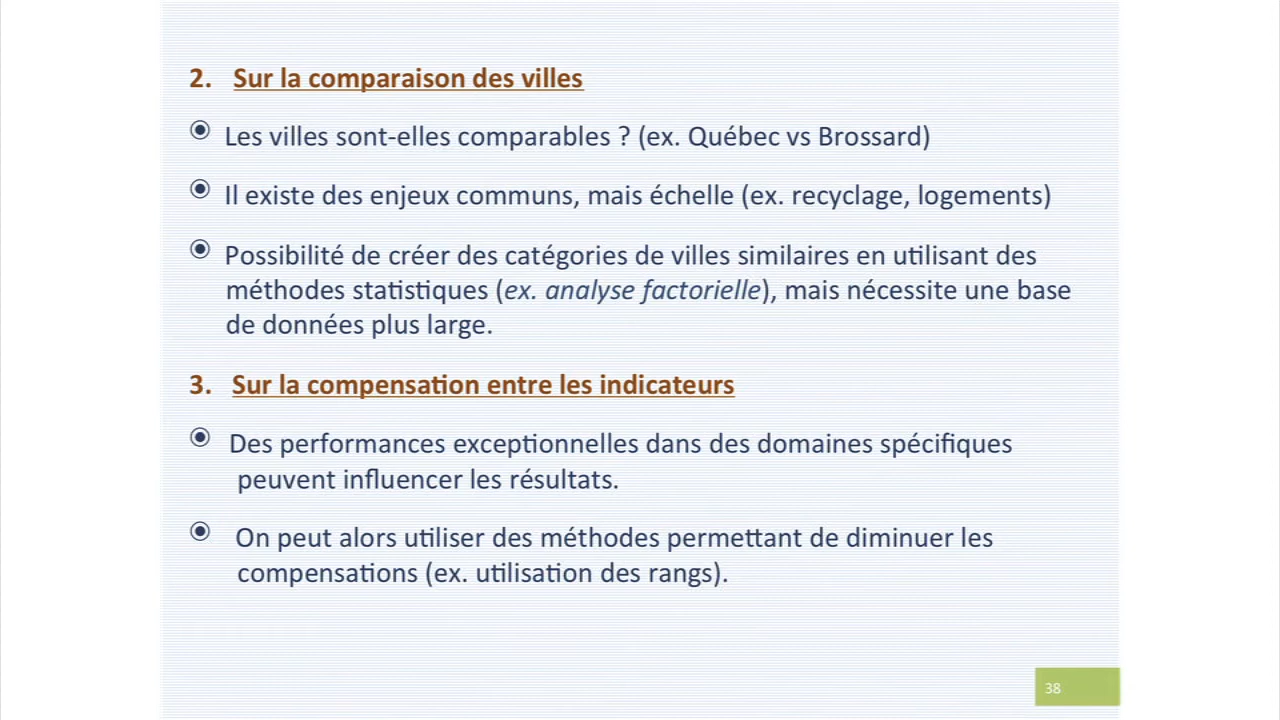 2. Sur la comparaison des villes
Les villes sont-elles comparables ? (ex. Québec vs Brossard)
Il existe des enjeux communs, mais échelle (ex. recyclage, logements)
Possibilité de créer des catégories de villes similaires en utilisant des
méthodes statistiques (ex. analyse factorielle), mais nécessite une base
de données plus large.
3. Sur la compensation entre les indicateurs
Des performances exceptionnelles dans des domaines spécifiques
peuvent influencer les résultats.
On peut alors utiliser des méthodes permettant de diminuer les
compensations (ex. utilisation des rangs).
38